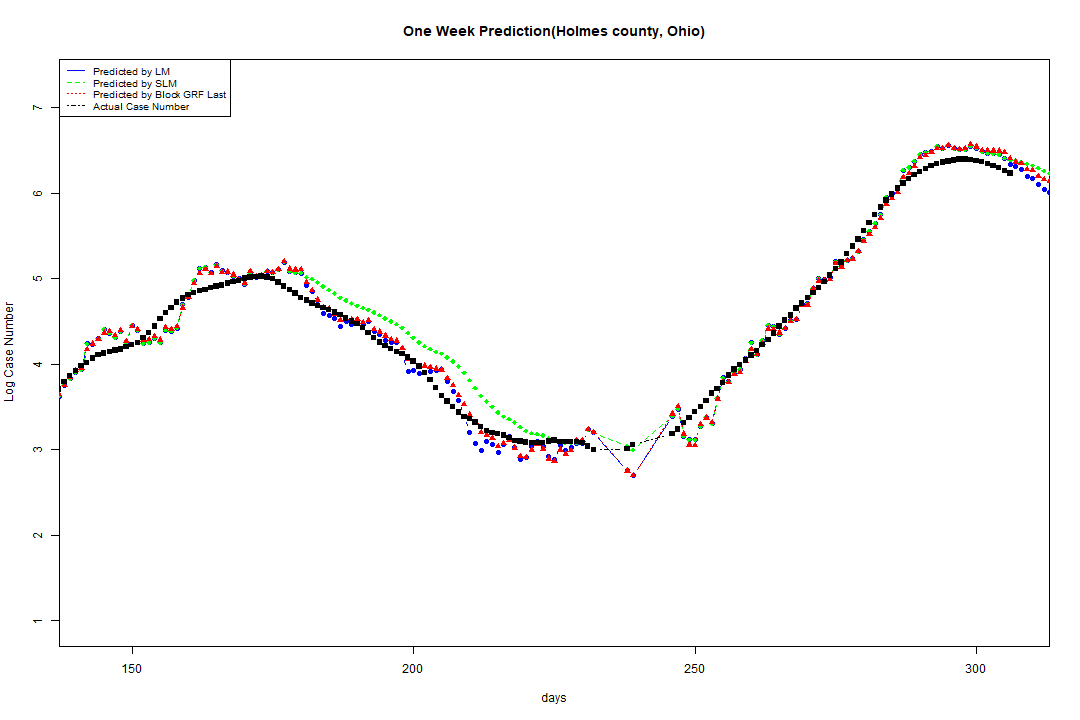 One Week Prediction(Holmes county, Ohio)
Predicted by LM
Predicted by SLM
Predicted by Block GRF Last
Actual Case Number
Log Case Number
7
6
5
4
3
2
1
150
200
250
300
days